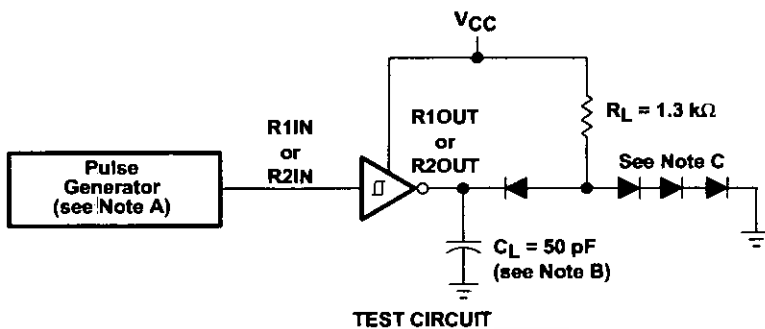 VCC
RL = 1.3 kΩ
R1IN
or
R2IN
R1OUT
or
R2OUT
See Note C
Pulse
Generator
(see Note A)
CL = 50 pF
(see Note B)
TEST CIRCUIT